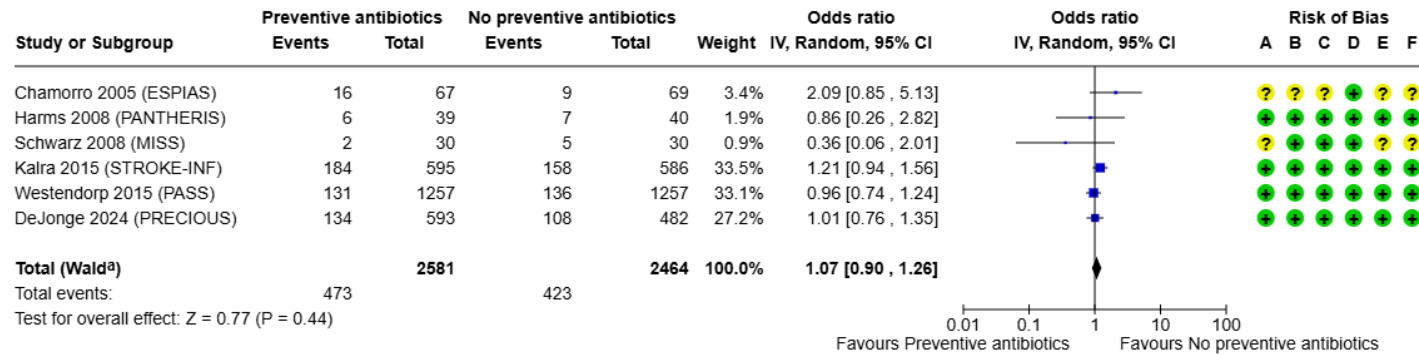 Preventive antibiotics No preventive antibiotics Odds ratio Odds ratio Risk of Bias
Study or Subgroup Events Total Events Total Weight IV, Random, 95% CI IV, Random, 95% CI A B C D E F
Chamorro 2005 (ESPIAS) 16 67 9 69 3.4% 2.09 [0.85 , 5.13] ? ? ? + ? ?
Harms 2008 (PANTHERIS) 6 39 7 40 1.9% 0.86 [0.26 , 2.82] + + + + + +
Schwarz 2008 (MISS) 2 30 5 30 0.9% 0.36 [0.06 , 2.01] ? + + + ? ?
Kalra 2015 (STROKE-INF) 184 595 158 586 33.5% 1.21 [0.94 , 1.56] + + + + + +
Westendorp 2015 (PASS) 131 1257 136 1257 33.1% 0.96 [0.74 , 1.24] + + + + + +
DeJonge 2024 (PRECIOUS) 134 593 108 482 27.2% 1.01 [0.76 , 1.35] + + + + + +
Total (Waldᵃ) 2581 2464 100.0% 1.07 [0.90 , 1.26]
Total events: 473 423
Test for overall effect: Z = 0.77 (P = 0.44)
0.01 0.1 1 10 100
Favours Preventive antibiotics Favours No preventive antibiotics